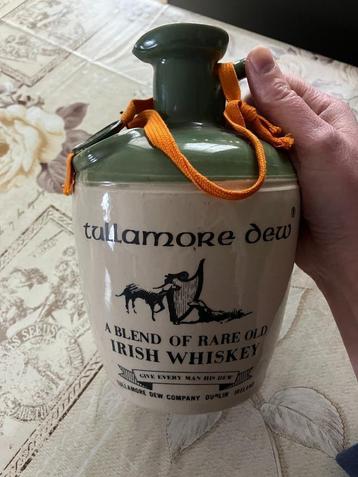 tullamore dew
A BLEND OF RARE OLD
IRISH WHISKEY
GIVE EVERY MAN HIS DEW
TULLAMORE DEW COMPANY DUBLIN IRELAND